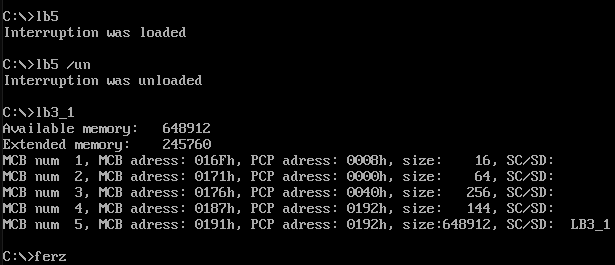 C:\>lb5
Interruption was loaded
C:\>lb5 /un
Interruption was unloaded
C:\>lb3_1
Available memory:   648912
Extended memory:    245760
MCB num  1, MCB adress: 016Fh, PCP adress: 0008h, size:    16, SC/SD:
MCB num  2, MCB adress: 0171h, PCP adress: 0000h, size:    64, SC/SD:
MCB num  3, MCB adress: 0176h, PCP adress: 0040h, size:   256, SC/SD:
MCB num  4, MCB adress: 0187h, PCP adress: 0192h, size:   144, SC/SD:
MCB num  5, MCB adress: 0191h, PCP adress: 0192h, size:648912, SC/SD:  LB3_1
C:\>ferz